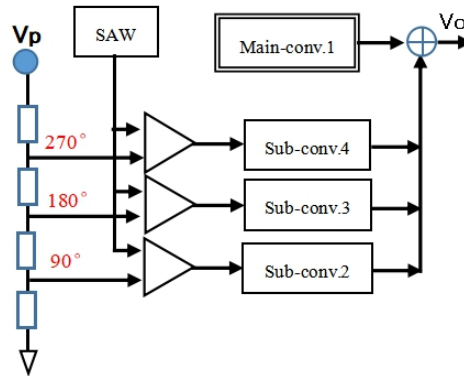 Vp
SAW
Main-conv.1
Vo
270°
Sub-conv.4
180°
Sub-conv.3
90°
Sub-conv.2